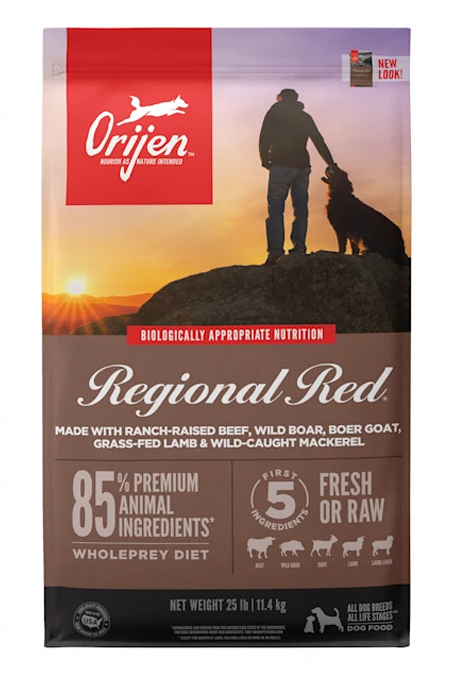 NEW
LOOK!
Orijen™
NOURISH AS NATURE INTENDED
BIOLOGICALLY APPROPRIATE NUTRITION
Regional Red®
MADE WITH RANCH-RAISED BEEF, WILD BOAR, BOER GOAT,
GRASS-FED LAMB & WILD-CAUGHT MACKEREL
85% PREMIUM
ANIMAL
INGREDIENTS*
WHOLEPREY DIET
FIRST
5
INGREDIENTS
FRESH
OR RAW
BEEF WILD BOAR GOAT LAMB LAMB LIVER
USA
NET WEIGHT 25 lb | 11.4 kg
ALL DOG BREEDS
ALL LIFE STAGES
DOG FOOD